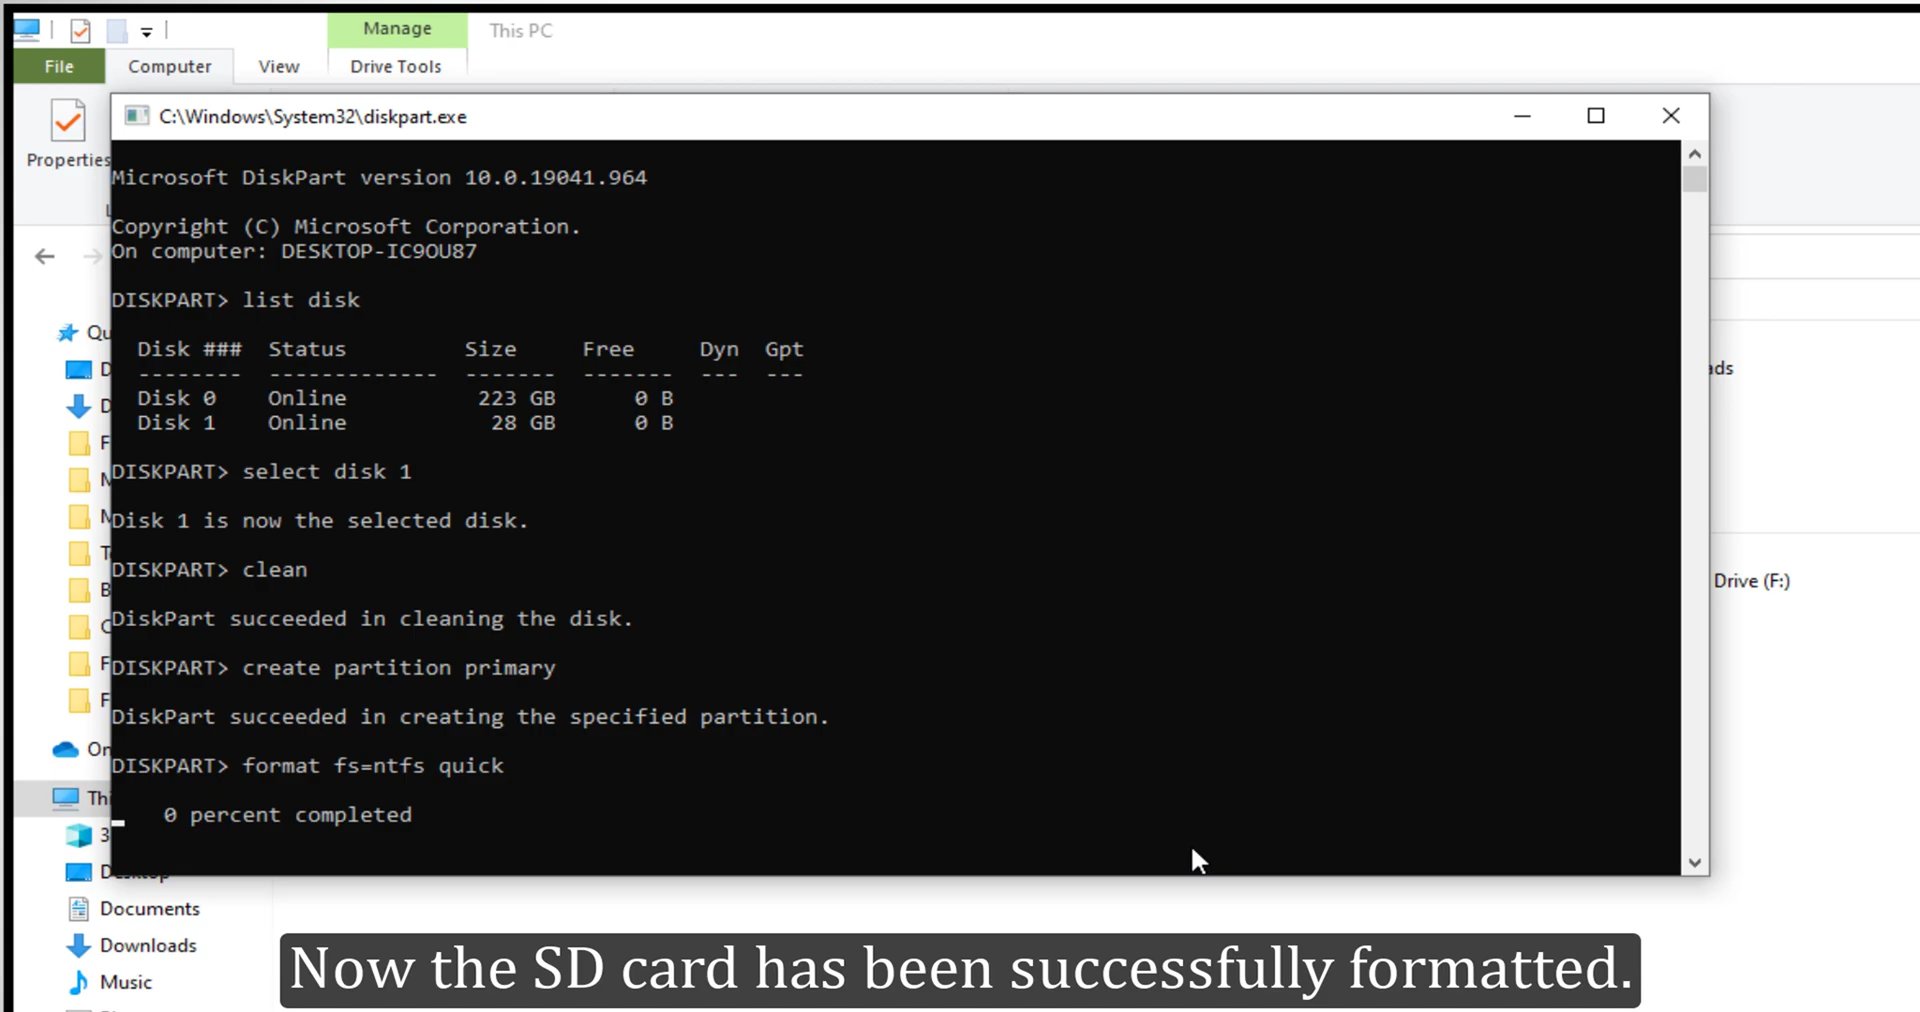 Manage
This PC
File
Computer
View
Drive Tools
C:\Windows\System32\diskpart.exe
Properties
Microsoft DiskPart version 10.0.19041.964
Copyright (C) Microsoft Corporation.
On computer: DESKTOP-IC9OU87
DISKPART> list disk
Disk ### Status Size Free Dyn Gpt
-------- ------------- ------- ------- --- ---
Disk 0 Online 223 GB 0 B
Disk 1 Online 28 GB 0 B
DISKPART> select disk 1
Disk 1 is now the selected disk.
DISKPART> clean
DiskPart succeeded in cleaning the disk.
DISKPART> create partition primary
DiskPart succeeded in creating the specified partition.
DISKPART> format fs=ntfs quick
0 percent completed
Drive (F:)
Desktop
Documents
Downloads
Music
Now the SD card has been successfully formatted.